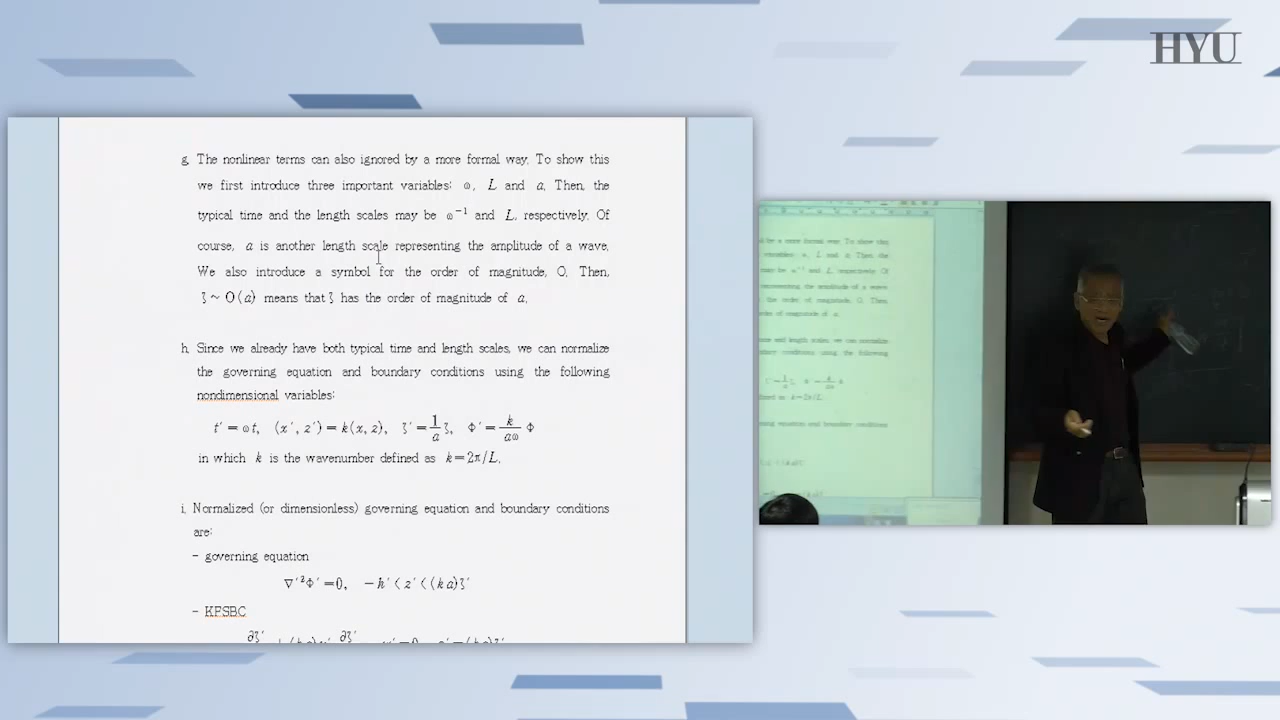 HYU
g. The nonlinear terms can also ignored by a more formal way. To show this
we first introduce three important variables: ω, L and a. Then, the
typical time and the length scales may be ω⁻¹ and L, respectively. Of
course, a is another length scale representing the amplitude of a wave.
We also introduce a symbol for the order of magnitude, O. Then,
ζ ~ O(a) means that ζ has the order of magnitude of a.
h. Since we already have both typical time and length scales, we can normalize
the governing equation and boundary conditions using the following
nondimensional variables:
t′ = ωt, (x′, z′) = k(x, z), ζ′ = 1/a ζ, Φ′ = k/aω Φ
in which k is the wavenumber defined as k = 2π/L.
i. Normalized (or dimensionless) governing equation and boundary conditions
are:
- governing equation
∇′²Φ′ = 0, -h′ < z′ < (ka)ζ′
- KFSBC